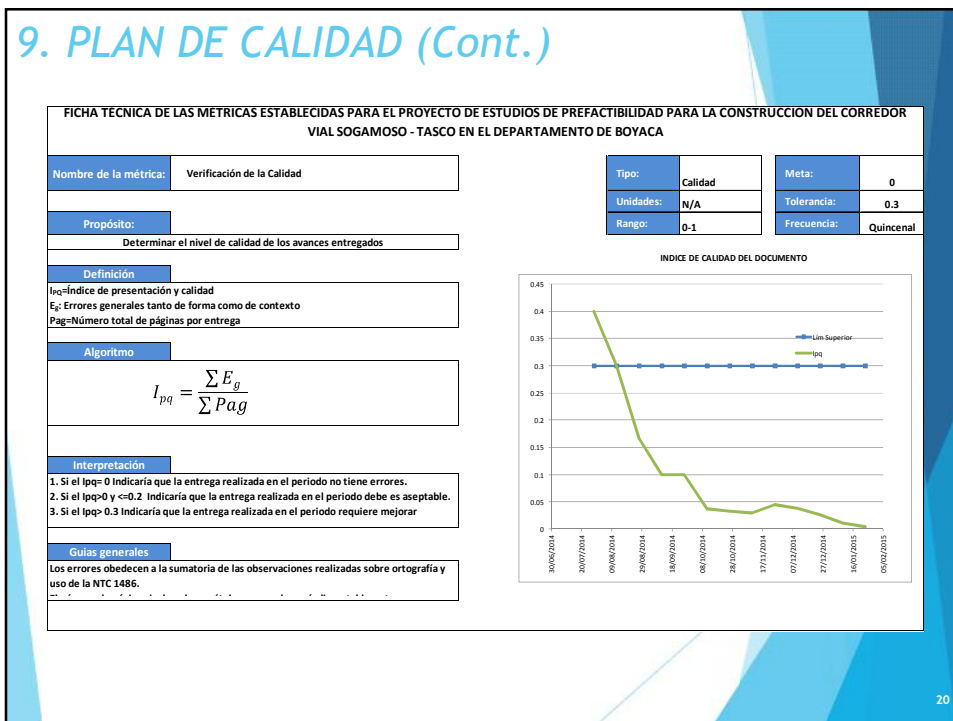 9. PLAN DE CALIDAD (Cont.)
FICHA TÉCNICA DE LAS MÉTRICAS ESTABLECIDAS PARA EL PROYECTO DE ESTUDIOS DE PREFACTIBILIDAD PARA LA CONSTRUCCION DEL CORREDOR
VIAL SOGAMOSO - TASCO EN EL DEPARTAMENTO DE BOYACA
Nombre de la métrica: Verificación de la Calidad
Tipo: Calidad
Unidades: N/A
Rango: 0-1
Meta: 0
Tolerancia: 0.3
Frecuencia: Quincenal
Propósito:
Determinar el nivel de calidad de los avances entregados
Definición
IPQ=Índice de presentación y calidad
Eg: Errores generales tanto de forma como de contexto
Pag=Número total de páginas por entrega
Algoritmo
I_pq = ∑ E_g / ∑ Pag
Interpretación
1. Si el Ipq= 0 Indicaría que la entrega realizada en el periodo no tiene errores.
2. Si el Ipq>0 y <=0.2 Indicaría que la entrega realizada en el periodo debe es aseptable.
3. Si el Ipq> 0.3 Indicaría que la entrega realizada en el periodo requiere mejorar
Guias generales
Los errores obedecen a la sumatoria de las observaciones realizadas sobre ortografía y
uso de la NTC 1486.
INDICE DE CALIDAD DEL DOCUMENTO
0.45
0.4
0.35
0.3
0.25
0.2
0.15
0.1
0.05
0
Lím Superior
Ipq
30/06/2014
20/07/2014
09/08/2014
29/08/2014
18/09/2014
08/10/2014
28/10/2014
17/11/2014
07/12/2014
27/12/2014
16/01/2015
05/02/2015
20